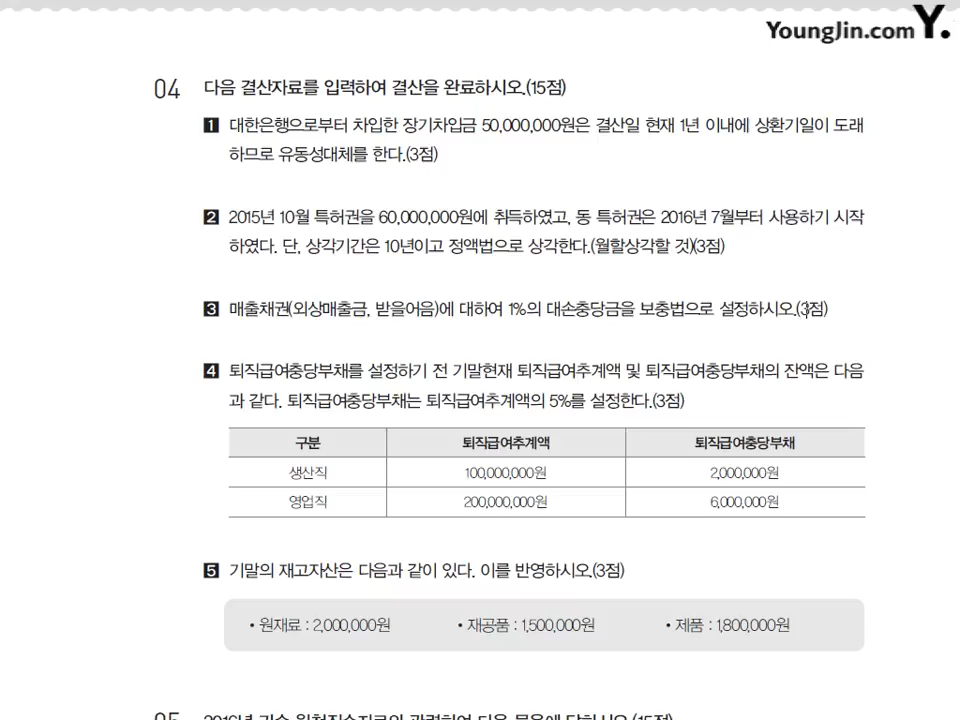 YoungJin.com Y.
04 다음 결산자료를 입력하여 결산을 완료하시오.(15점)
1 대한은행으로부터 차입한 장기차입금 50,000,000원은 결산일 현재 1년 이내에 상환기일이 도래
하므로 유동성대체를 한다.(3점)
2 2015년 10월 특허권을 60,000,000원에 취득하였고, 동 특허권은 2016년 7월부터 사용하기 시작
하였다. 단, 상각기간은 10년이고 정액법으로 상각한다.(월할상각할 것)(3점)
3 매출채권(외상매출금, 받을어음)에 대하여 1%의 대손충당금을 보충법으로 설정하시오.(3점)
4 퇴직급여충당부채를 설정하기 전 기말현재 퇴직급여추계액 및 퇴직급여충당부채의 잔액은 다음
과 같다. 퇴직급여충당부채는 퇴직급여추계액의 5%를 설정한다.(3점)
구분 퇴직급여추계액 퇴직급여충당부채
생산직 100,000,000원 2,000,000원
영업직 200,000,000원 6,000,000원
5 기말의 재고자산은 다음과 같이 있다. 이를 반영하시오.(3점)
• 원재료 : 2,000,000원 • 재공품 : 1,500,000원 • 제품 : 1,800,000원